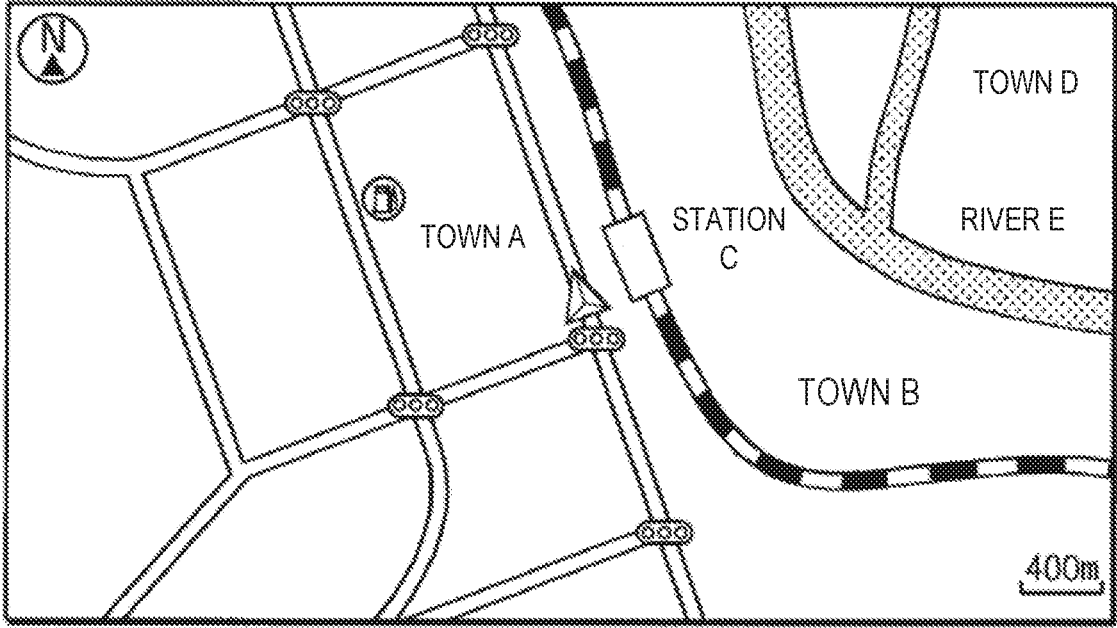 N
TOWN D
STATION
C
RIVER E
TOWN A
TOWN B
400m